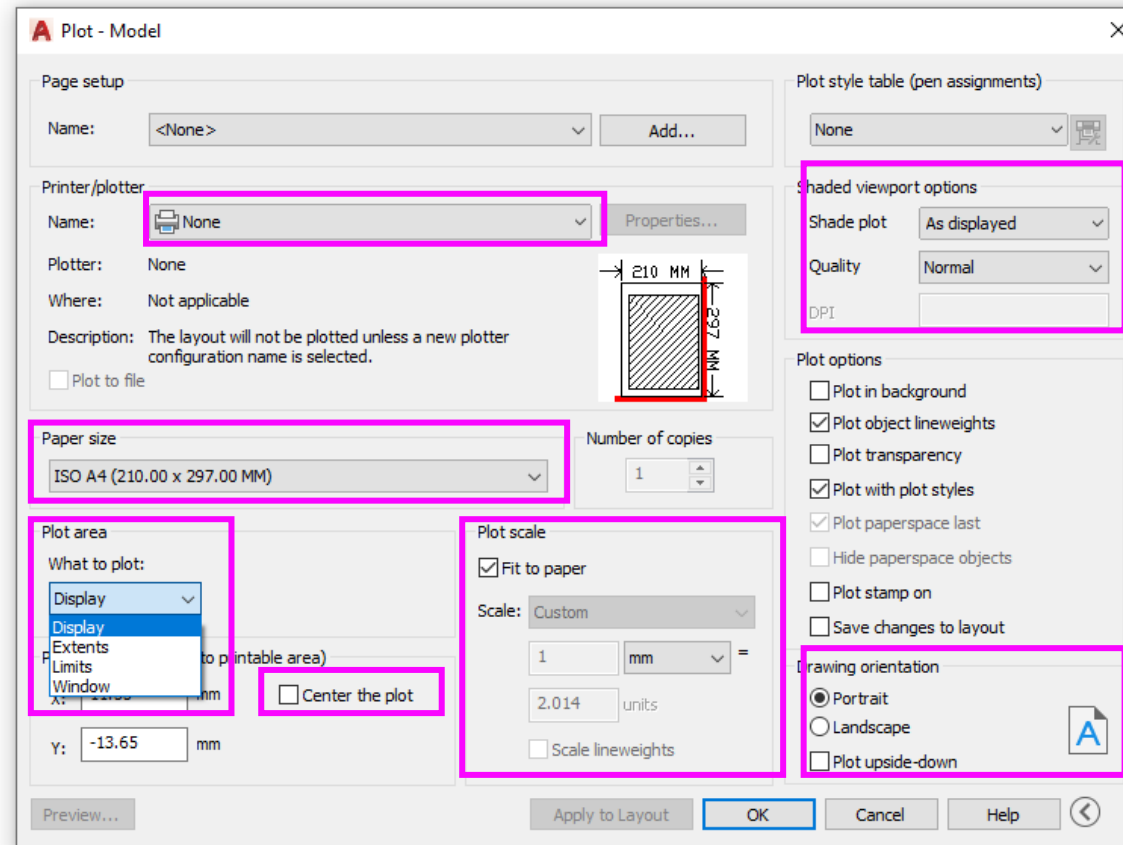 Plot - Model
Page setup
Name: <None> Add...
Plot style table (pen assignments)
None
Printer/plotter
Name: None Properties...
Plotter: None
Where: Not applicable
Description: The layout will not be plotted unless a new plotter
configuration name is selected.
Plot to file
210 MM
297 MM
Shaded viewport options
Shade plot As displayed
Quality Normal
DPI
Paper size
ISO A4 (210.00 x 297.00 MM)
Number of copies
1
Plot options
Plot in background
Plot object lineweights
Plot transparency
Plot with plot styles
Plot paperspace last
Hide paperspace objects
Plot stamp on
Save changes to layout
Plot area
What to plot:
Display
Display
Extents
Limits
Window
to printable area)
X: mm
Center the plot
Y: -13.65 mm
Plot scale
Fit to paper
Scale: Custom
1 mm =
2.014 units
Scale lineweights
Drawing orientation
Portrait
Landscape
Plot upside-down
A
Preview... Apply to Layout OK Cancel Help